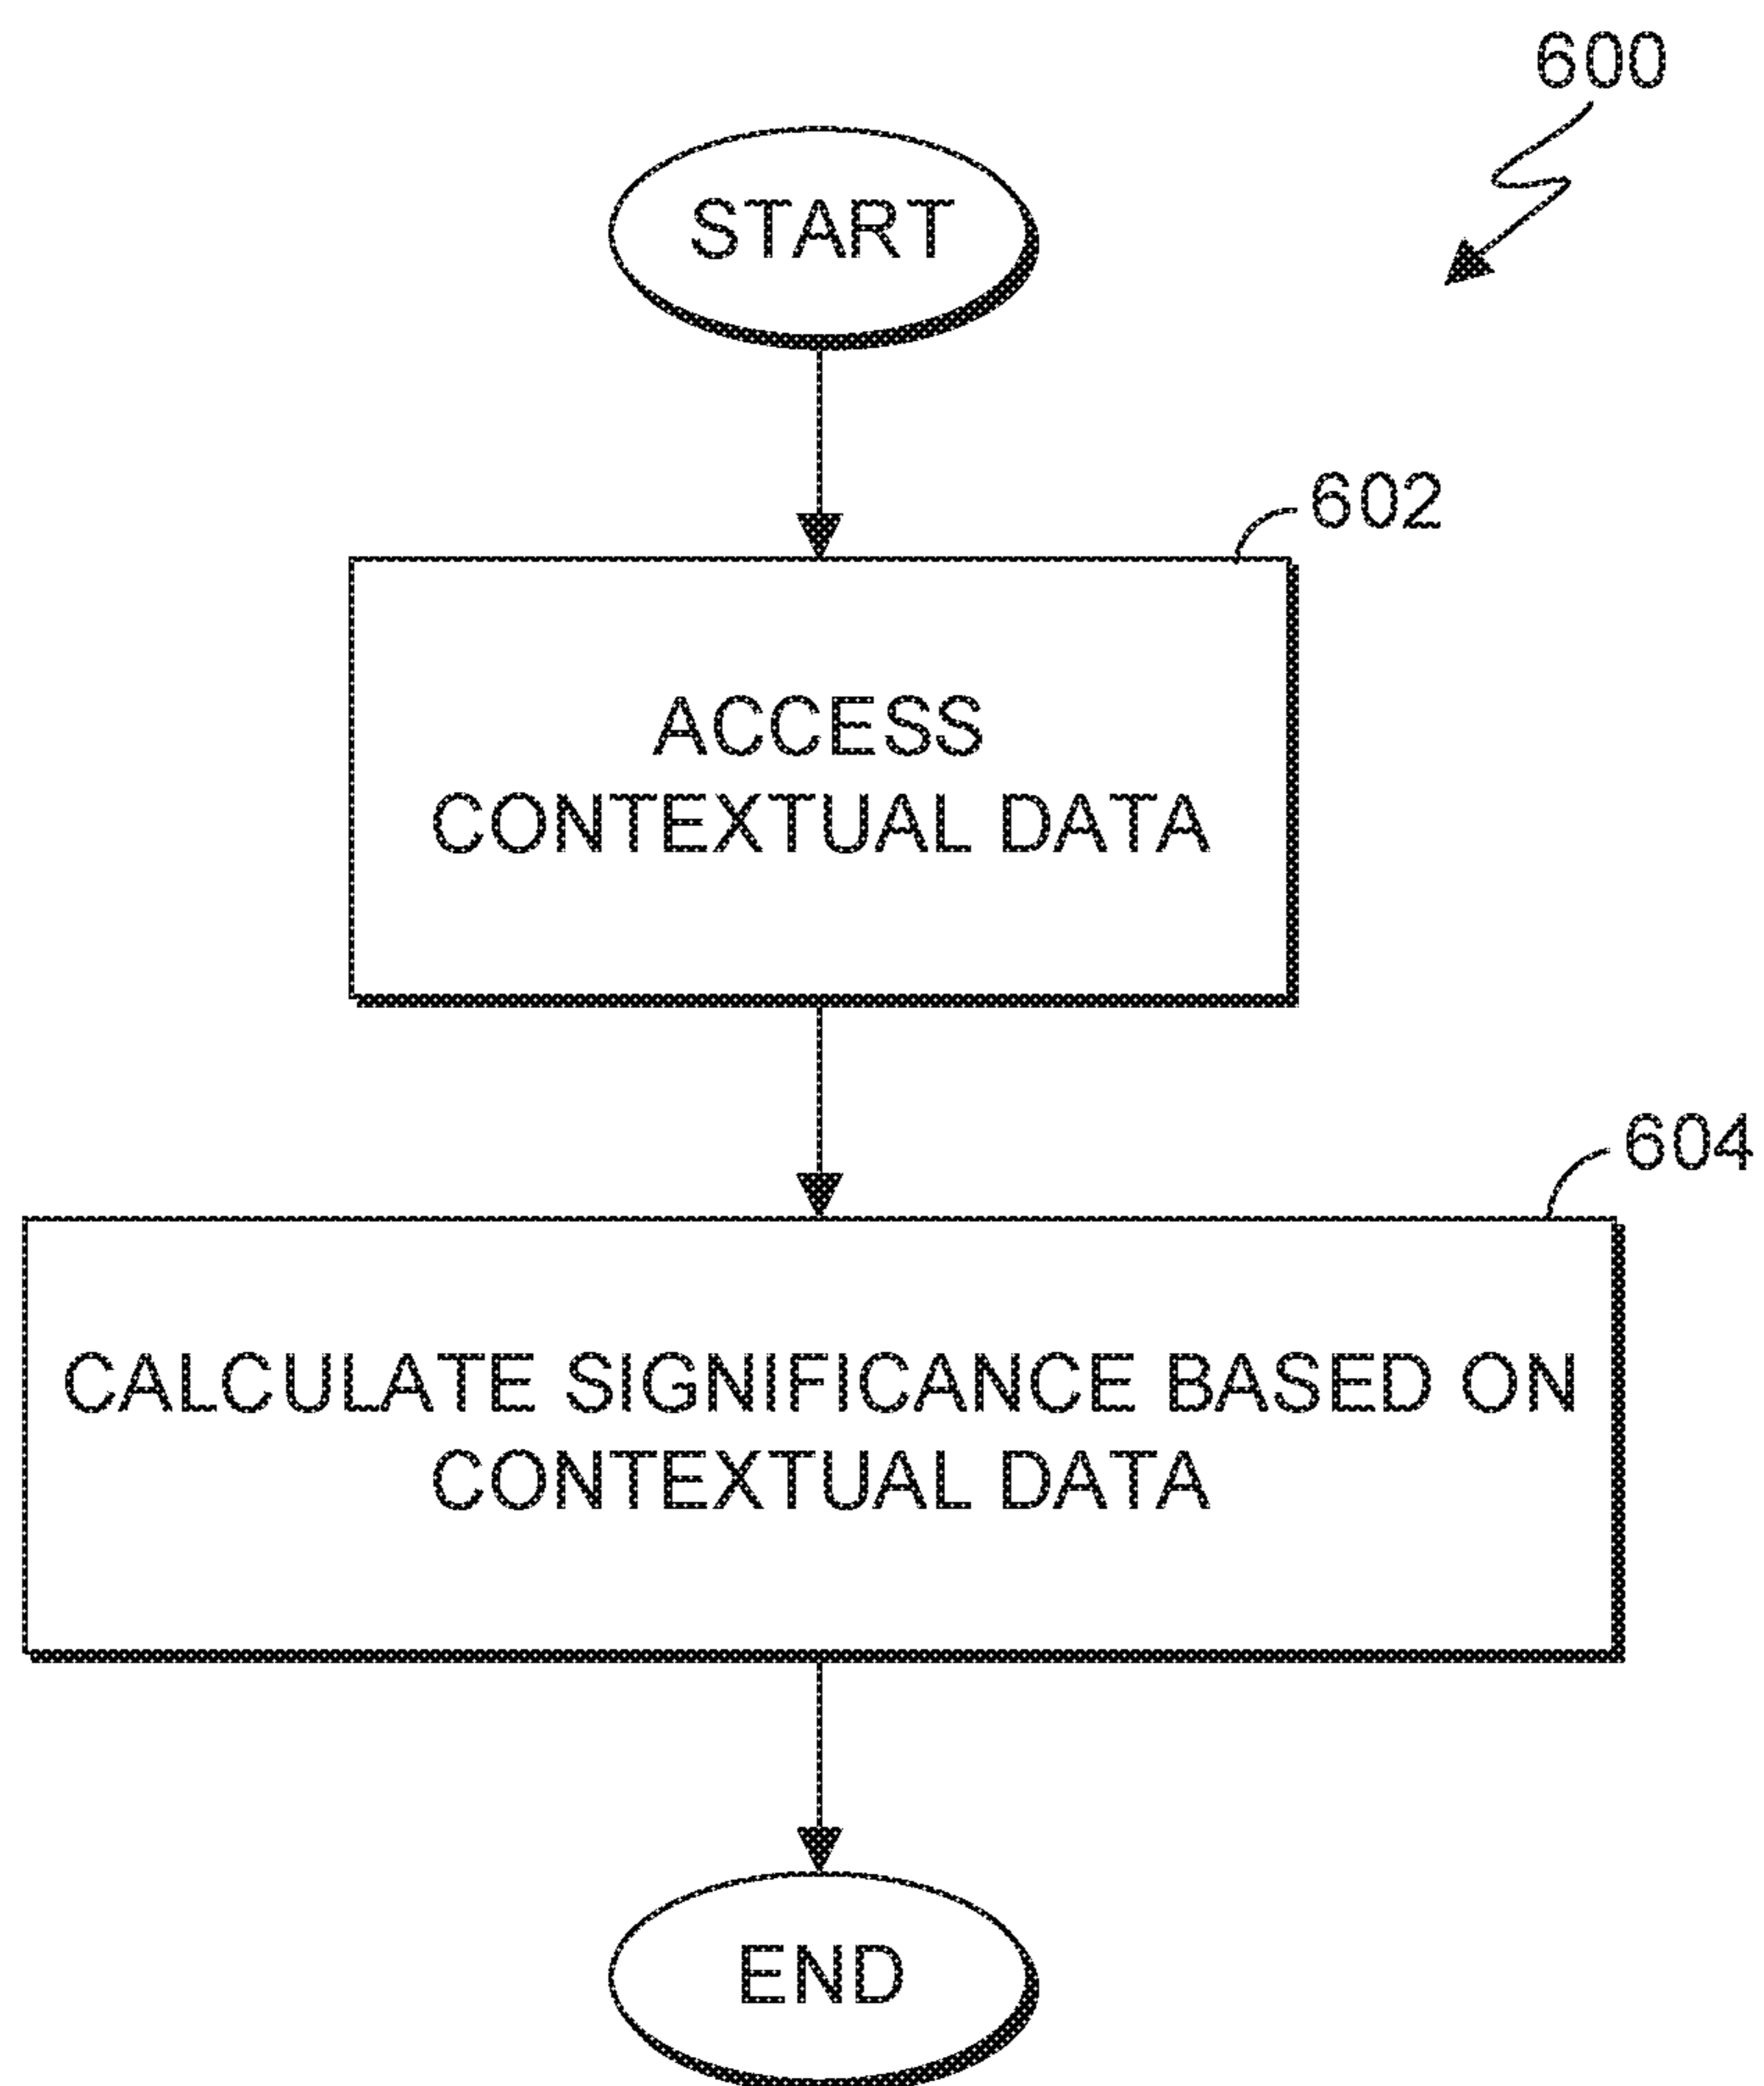 600
START
602
ACCESS
CONTEXTUAL DATA
604
CALCULATE SIGNIFICANCE BASED ON
CONTEXTUAL DATA
END